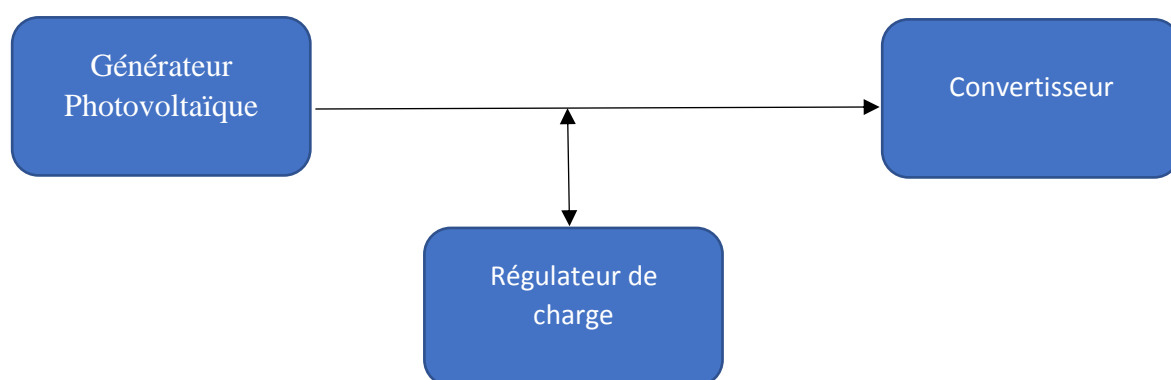 Générateur
Photovoltaïque
Convertisseur
Régulateur de
charge